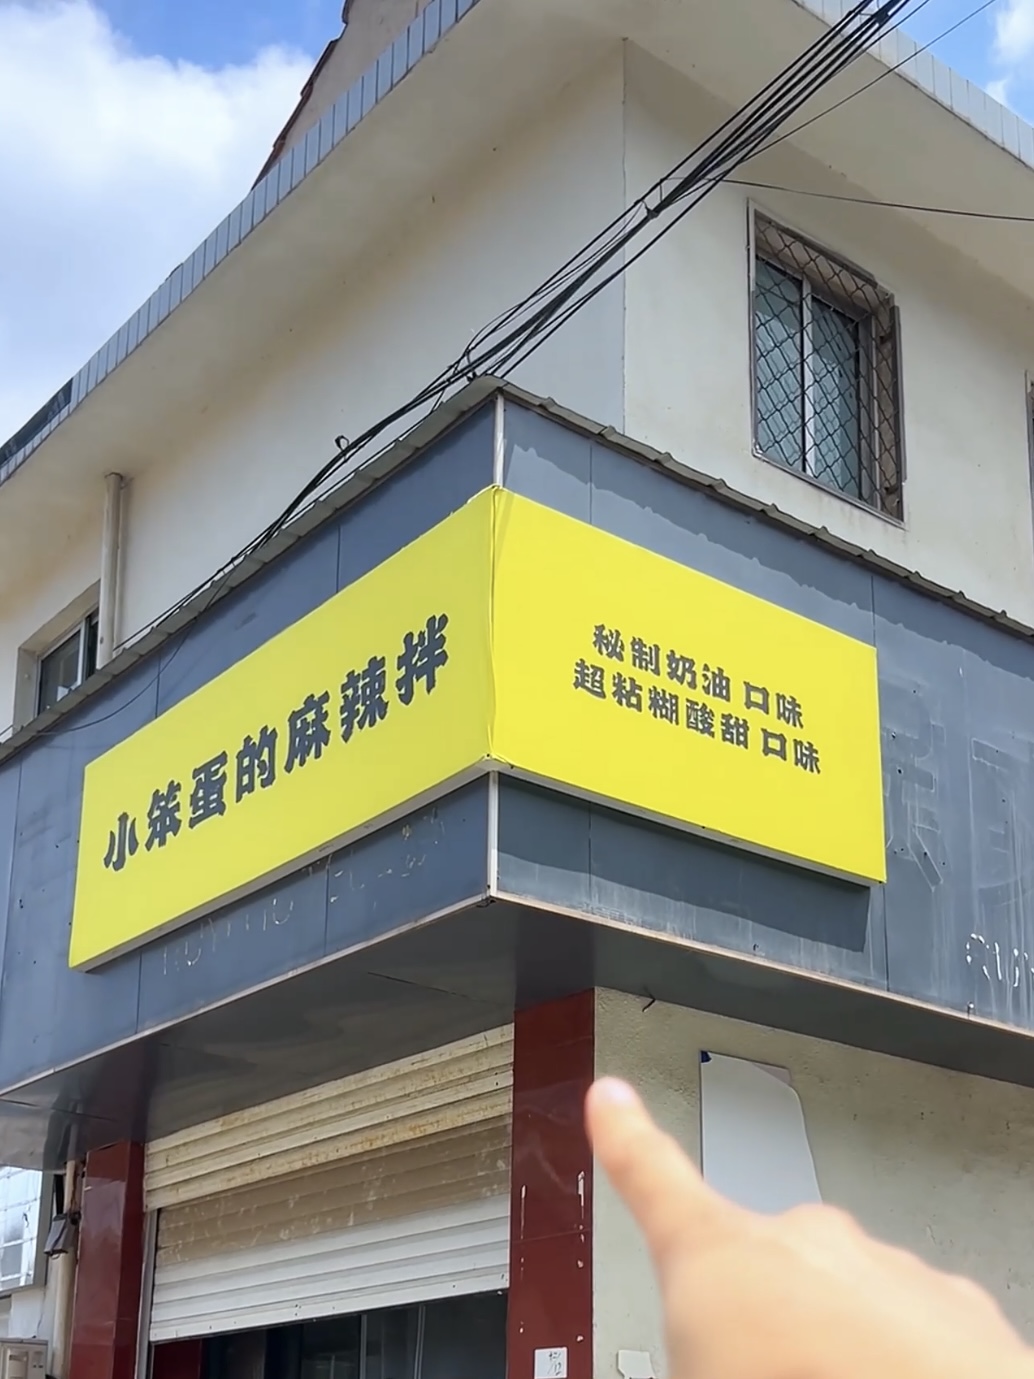 小笨蛋的麻辣拌
秘制奶油 口味
超粘糊酸甜 口味